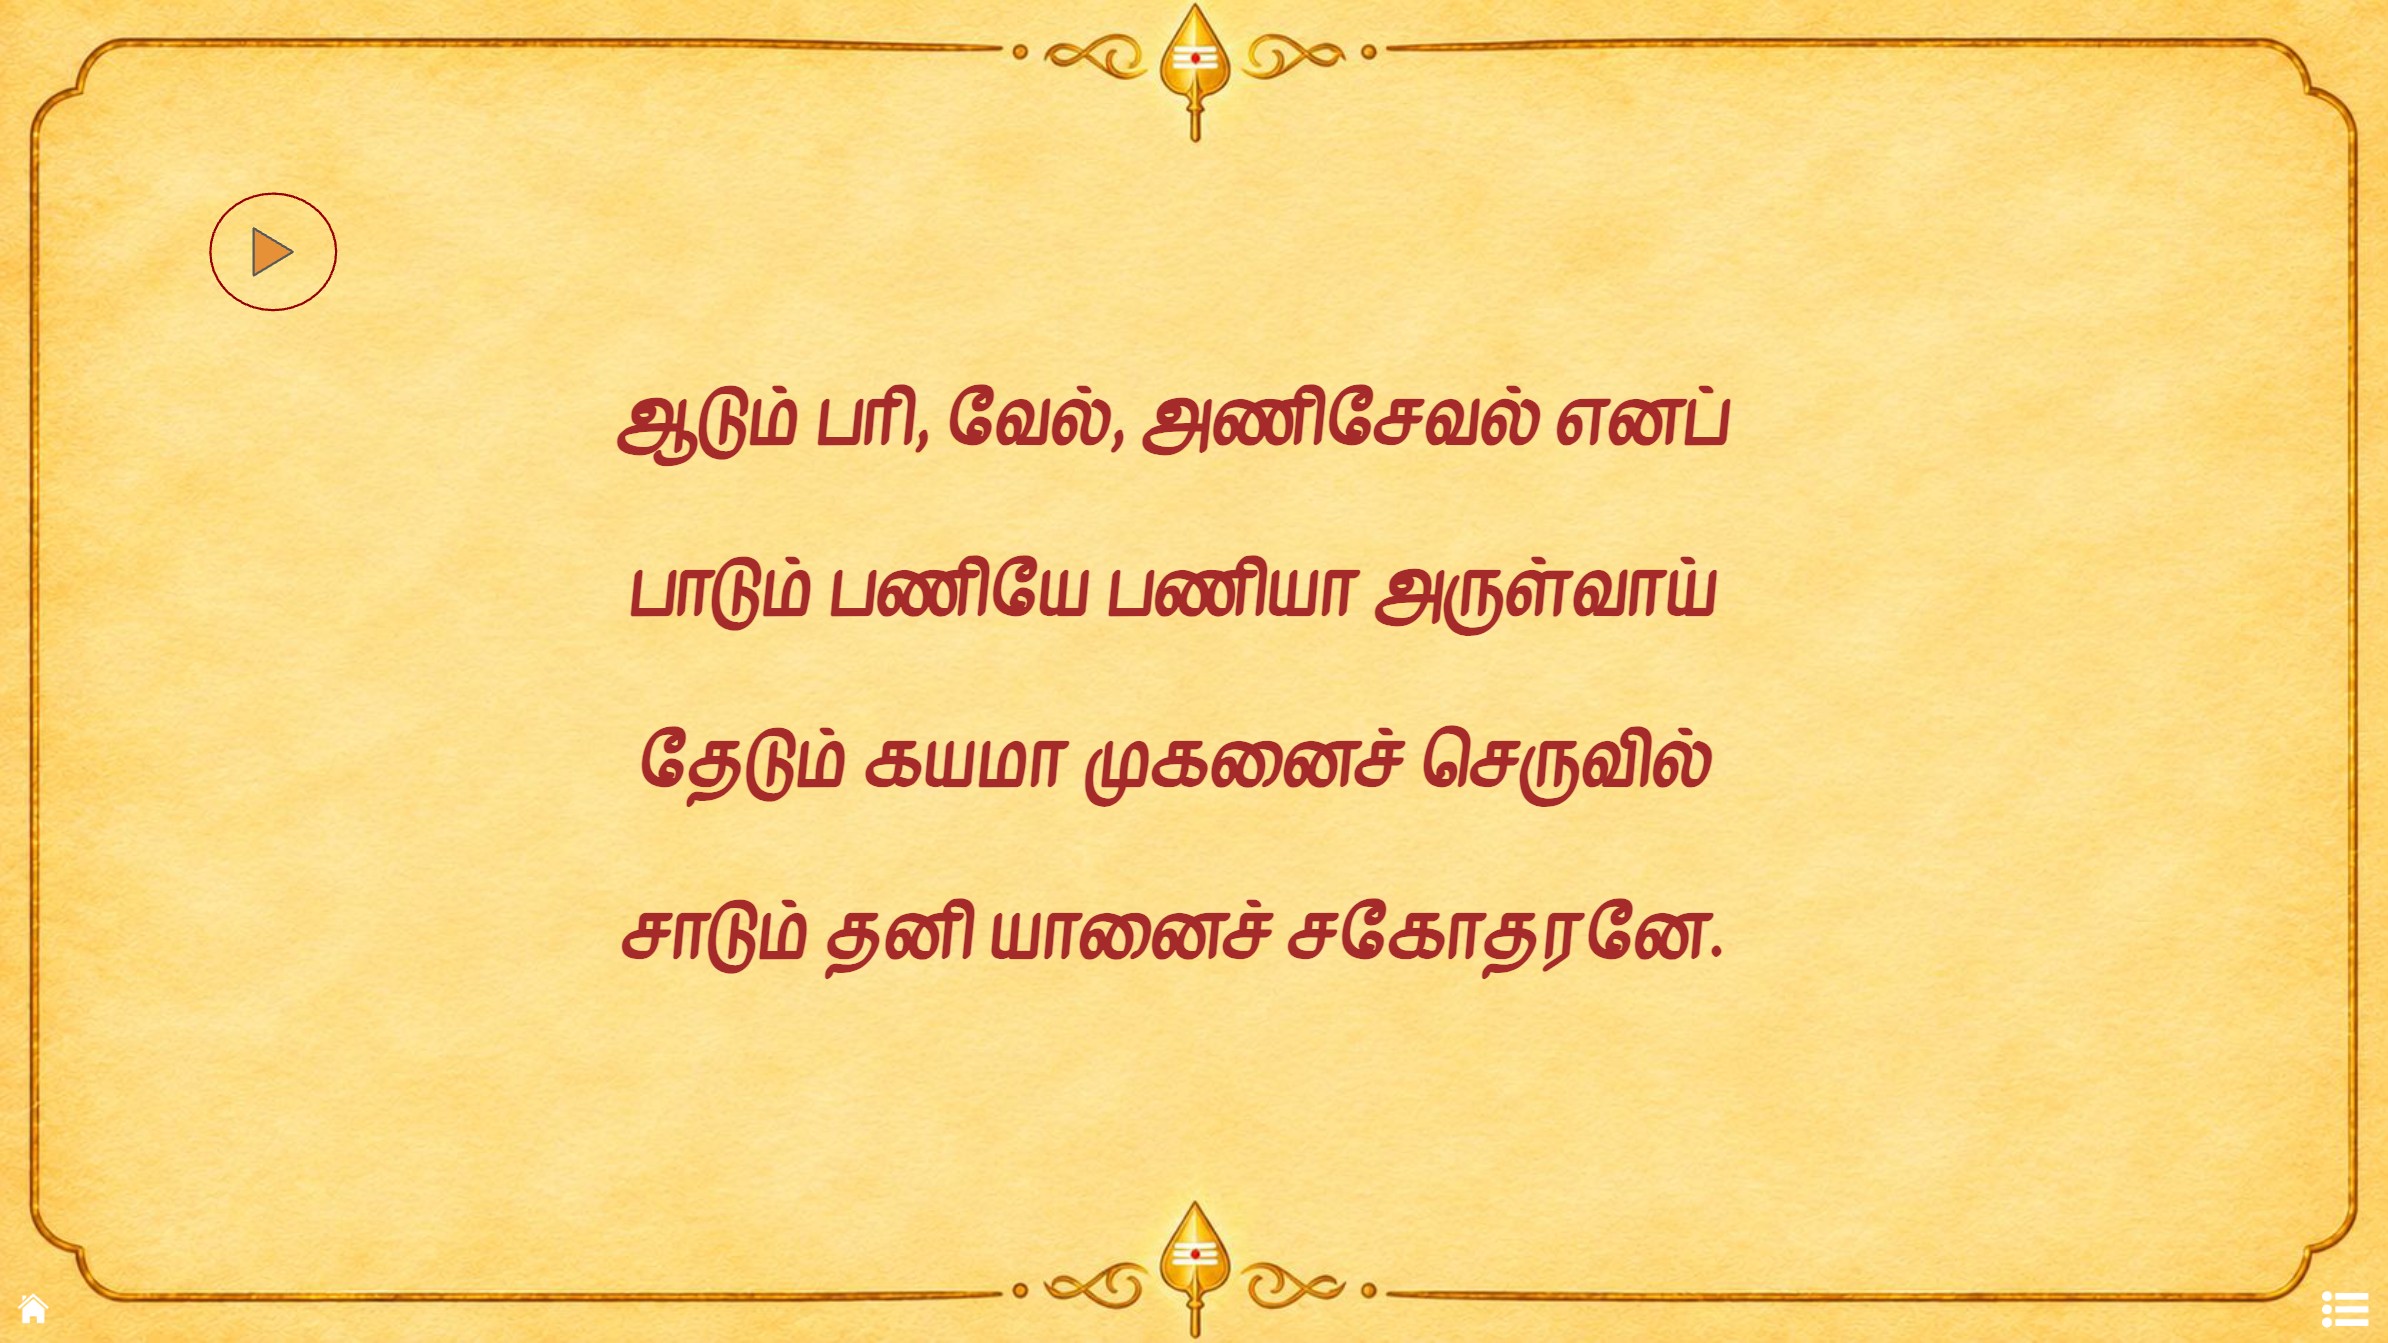 ஆடும் பரி, வேல், அணிசேவல் எனப்
பாடும் பணியே பணியா அருள்வாய்
தேடும் கயமா முகனைச் செருவில்
சாடும் தனி யானைச் சகோதரனே.